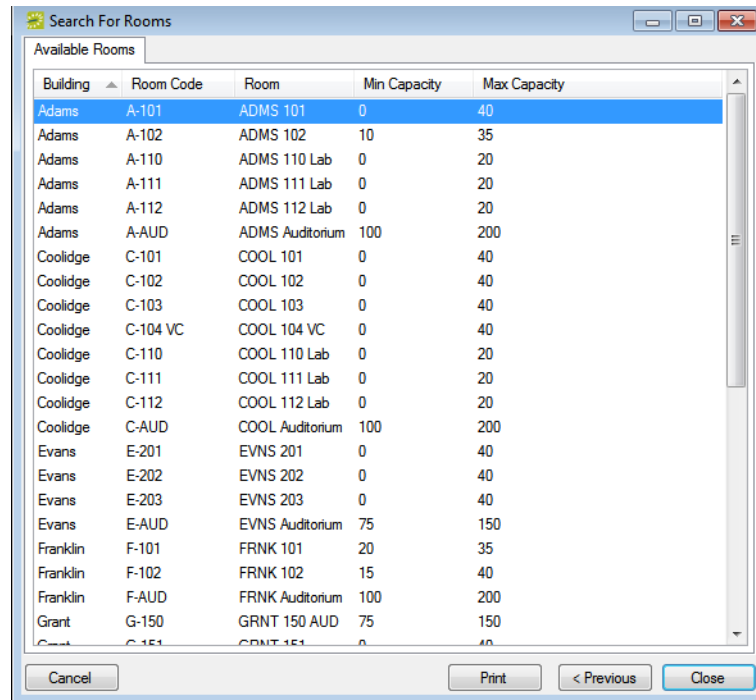 Search For Rooms
Available Rooms
Building Room Code Room Min Capacity Max Capacity
Adams A-101 ADMS 101 0 40
Adams A-102 ADMS 102 10 35
Adams A-110 ADMS 110 Lab 0 20
Adams A-111 ADMS 111 Lab 0 20
Adams A-112 ADMS 112 Lab 0 20
Adams A-AUD ADMS Auditorium 100 200
Coolidge C-101 COOL 101 0 40
Coolidge C-102 COOL 102 0 40
Coolidge C-103 COOL 103 0 40
Coolidge C-104 VC COOL 104 VC 0 40
Coolidge C-110 COOL 110 Lab 0 20
Coolidge C-111 COOL 111 Lab 0 20
Coolidge C-112 COOL 112 Lab 0 20
Coolidge C-AUD COOL Auditorium 100 200
Evans E-201 EVNS 201 0 40
Evans E-202 EVNS 202 0 40
Evans E-203 EVNS 203 0 40
Evans E-AUD EVNS Auditorium 75 150
Franklin F-101 FRNK 101 20 35
Franklin F-102 FRNK 102 15 40
Franklin F-AUD FRNK Auditorium 100 200
Grant G-150 GRNT 150 AUD 75 150
Grant G-151 GRNT 151 0 40
Cancel Print < Previous Close